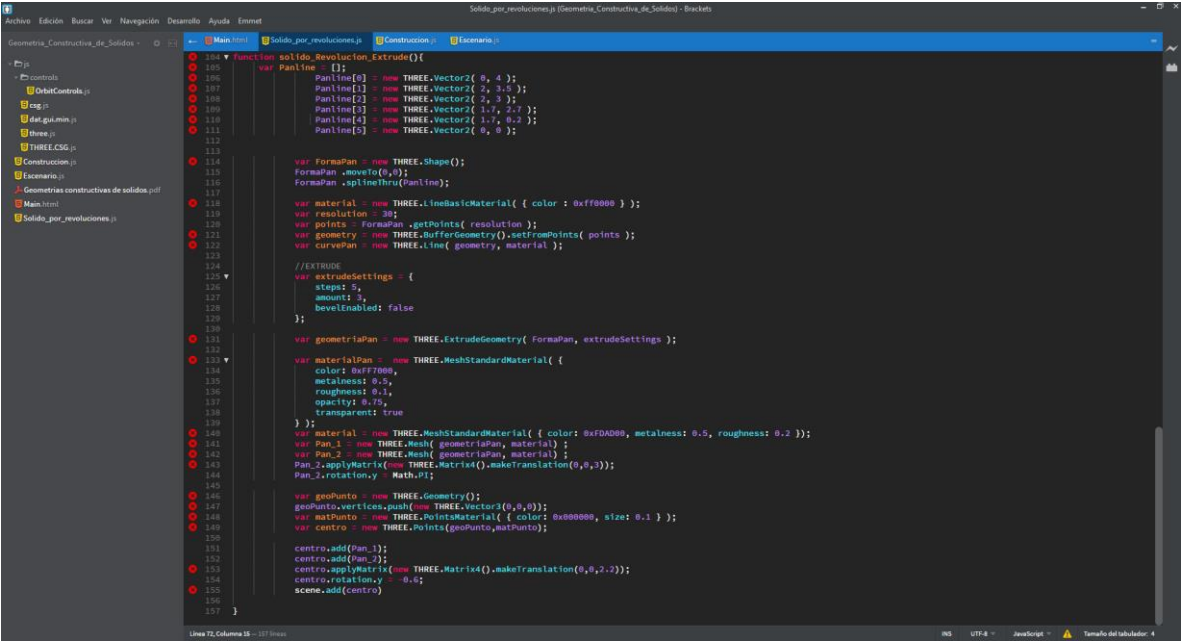 Solido_por_revoluciones.js (Geometria_Constructiva_de_Solidos) - Brackets
Archivo Edición Buscar Ver Navegación Desarrollo Ayuda Emmet
Geometria_Constructiva_de_Solidos
js
controls
OrbitControls.js
csg.js
dat.gui.min.js
three.js
THREE.CSG.js
Construccion.js
Escenario.js
Geometrias constructivas de solidos.pdf
Main.html
Solido_por_revoluciones.js
Main.html Solido_por_revoluciones.js Construccion.js Escenario.js
104 function solido_Revolucion_Extrude(){
105 var Panline = [];
106 Panline[0] = new THREE.Vector2( 0, 4 );
107 Panline[1] = new THREE.Vector2( 2, 3.5 );
108 Panline[2] = new THREE.Vector2( 2, 3 );
109 Panline[3] = new THREE.Vector2( 1.7, 2.7 );
110 Panline[4] = new THREE.Vector2( 1.7, 0.2 );
111 Panline[5] = new THREE.Vector2( 0, 0 );
112
113
114 var FormaPan = new THREE.Shape();
115 FormaPan .moveTo(0,0);
116 FormaPan .splineThru(Panline);
117
118 var material = new THREE.LineBasicMaterial( { color : 0xff0000 } );
119 var resolution = 30;
120 var points = FormaPan .getPoints( resolution );
121 var geometry = new THREE.BufferGeometry().setFromPoints( points );
122 var curvePan = new THREE.Line( geometry, material );
123
124 //EXTRUDE
125 var extrudeSettings = {
126 steps: 5,
127 amount: 3,
128 bevelEnabled: false
129 };
130
131 var geometriaPan = new THREE.ExtrudeGeometry( FormaPan, extrudeSettings );
132
133 var materialPan = new THREE.MeshStandardMaterial( {
134 color: 0xFF7000,
135 metalness: 0.5,
136 roughness: 0.1,
137 opacity: 0.75,
138 transparent: true
139 } );
140 var material = new THREE.MeshStandardMaterial( { color: 0xFDAD00, metalness: 0.5, roughness: 0.2 });
141 var Pan_1 = new THREE.Mesh( geometriaPan, material) ;
142 var Pan_2 = new THREE.Mesh( geometriaPan, material) ;
143 Pan_2.applyMatrix(new THREE.Matrix4().makeTranslation(0,0,3));
144 Pan_2.rotation.y = Math.PI;
145
146 var geoPunto = new THREE.Geometry();
147 geoPunto.vertices.push(new THREE.Vector3(0,0,0));
148 var matPunto = new THREE.PointsMaterial( { color: 0x000000, size: 0.1 } );
149 var centro = new THREE.Points(geoPunto,matPunto);
150
151 centro.add(Pan_1);
152 centro.add(Pan_2);
153 centro.applyMatrix(new THREE.Matrix4().makeTranslation(0,0,2.2));
154 centro.rotation.y = -0.6;
155 scene.add(centro)
156
157 }
Línea 72, Columna 15 — 157 líneas INS UTF-8 JavaScript Tamaño del tabulador: 4